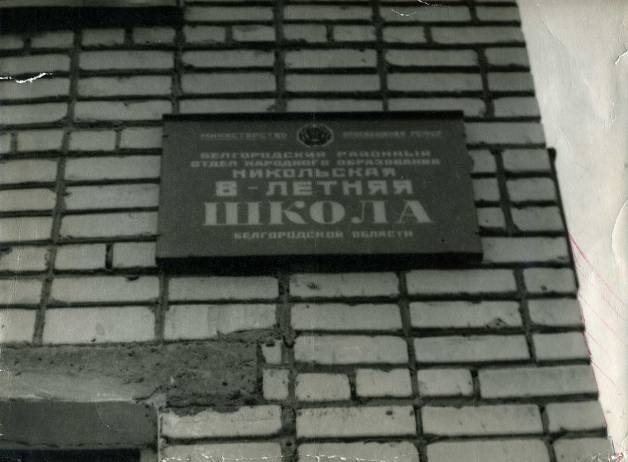 МИНИСТЕРСТВО ПРОСВЕЩЕНИЯ РСФСР
БЕЛГОРОДСКИЙ РАЙОННЫЙ
ОТДЕЛ НАРОДНОГО ОБРАЗОВАНИЯ
НИКОЛЬСКАЯ
8-ЛЕТНЯЯ
ШКОЛА
БЕЛГОРОДСКОЙ ОБЛАСТИ